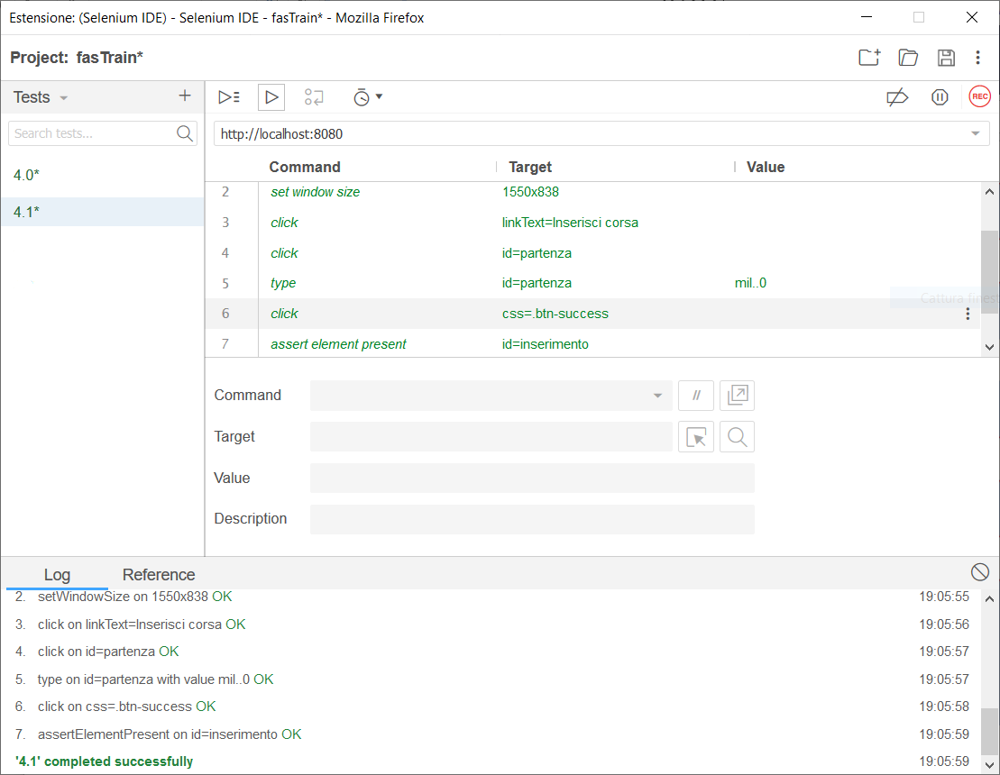 Estensione: (Selenium IDE) - Selenium IDE - fasTrain* - Mozilla Firefox
Project: fasTrain*
Tests
Search tests...
4.0*
4.1*
REC
http://localhost:8080
Command Target Value
2 set window size 1550x838
3 click linkText=Inserisci corsa
4 click id=partenza
5 type id=partenza mil..0
Cattura finest
6 click css=.btn-success
7 assert element present id=inserimento
Command //
Target
Value
Description
Log Reference
2. setWindowSize on 1550x838 OK 19:05:55
3. click on linkText=Inserisci corsa OK 19:05:56
4. click on id=partenza OK 19:05:57
5. type on id=partenza with value mil..0 OK 19:05:57
6. click on css=.btn-success OK 19:05:58
7. assertElementPresent on id=inserimento OK 19:05:59
'4.1' completed successfully 19:05:59